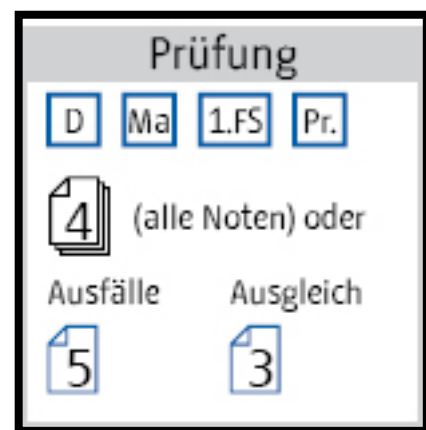 Prüfung
D Ma 1.FS Pr.
4 (alle Noten) oder
Ausfälle Ausgleich
5 3